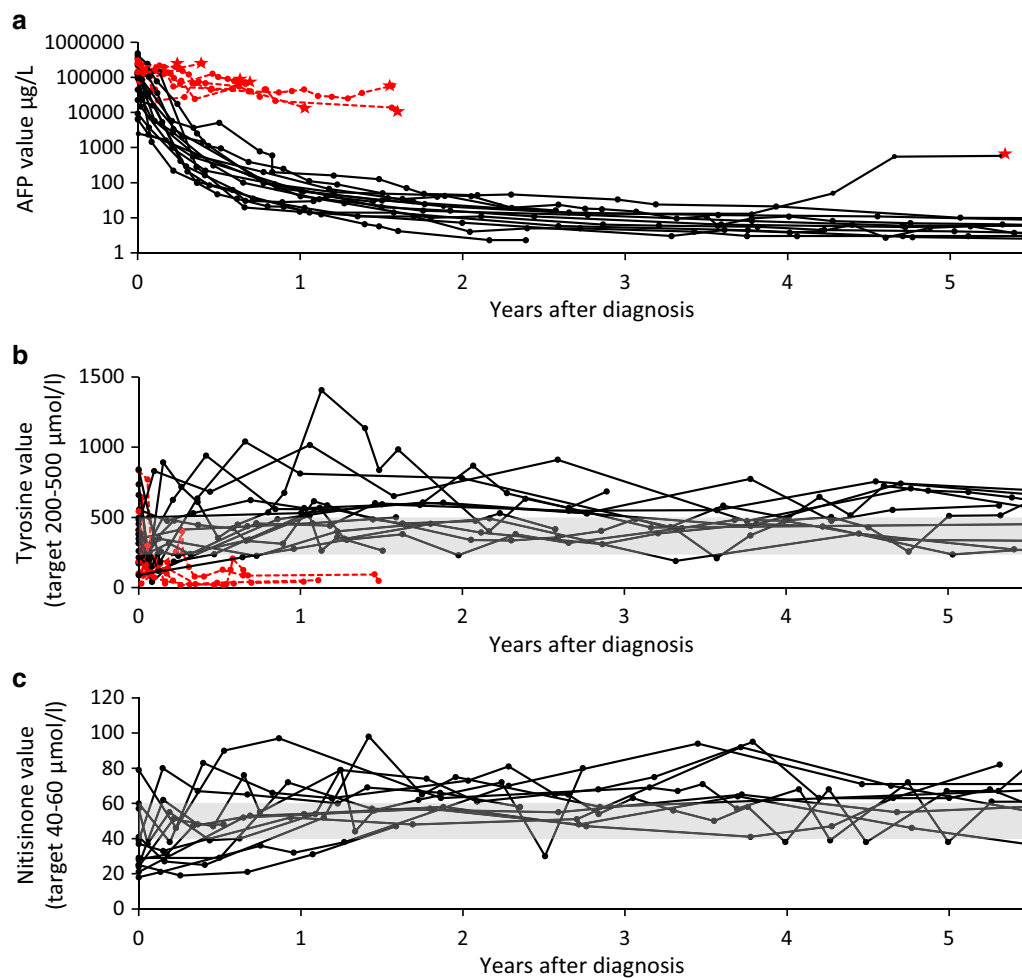 a
AFP value µg/L
1000000
100000
10000
1000
100
10
1
0 1 2 3 4 5
Years after diagnosis
b
Tyrosine value
(target 200-500 µmol/l)
1500
1000
500
0
0 1 2 3 4 5
Years after diagnosis
c
Nitisinone value
(target 40-60 µmol/l)
120
100
80
60
40
20
0
0 1 2 3 4 5
Years after diagnosis